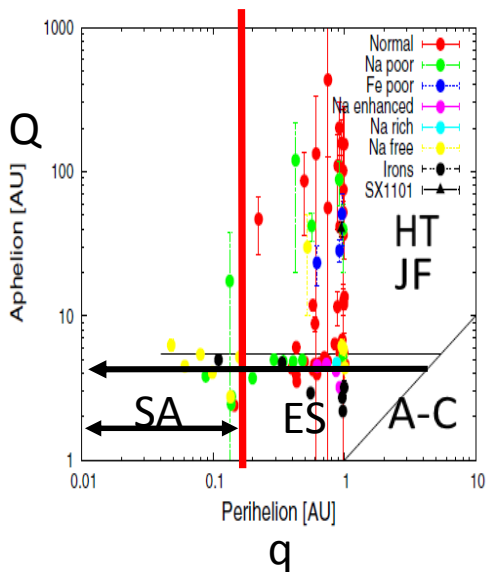 1000
Q
100
10
1
Aphelion [AU]
Normal
Na poor
Fe poor
Na enhanced
Na rich
Na free
Irons
SX1101
HT
JF
SA
ES
A-C
0.01
0.1
1
10
Perihelion [AU]
q